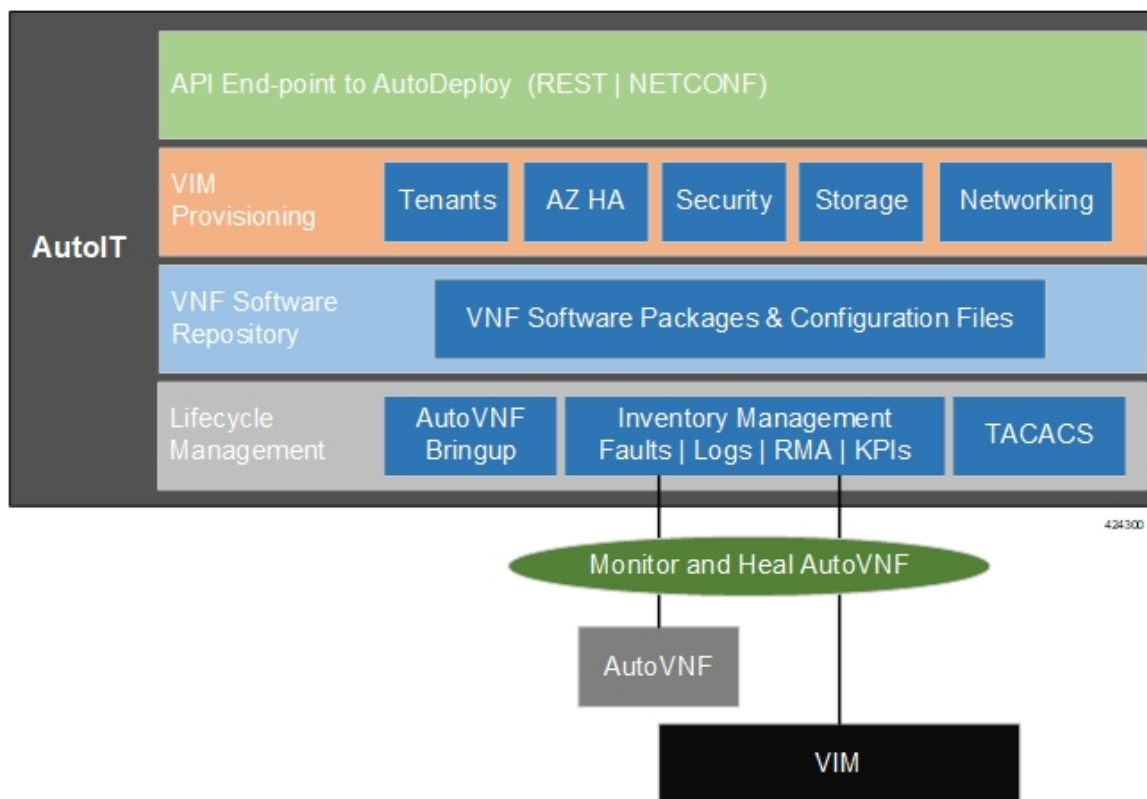 API End-point to AutoDeploy (REST | NETCONF)
AutoIT
VIM
Provisioning
Tenants
AZ HA
Security
Storage
Networking
VNF Software
Repository
VNF Software Packages & Configuration Files
Lifecycle
Management
AutoVNF
Bringup
Inventory Management
Faults | Logs | RMA | KPIs
TACACS
424300
Monitor and Heal AutoVNF
AutoVNF
VIM